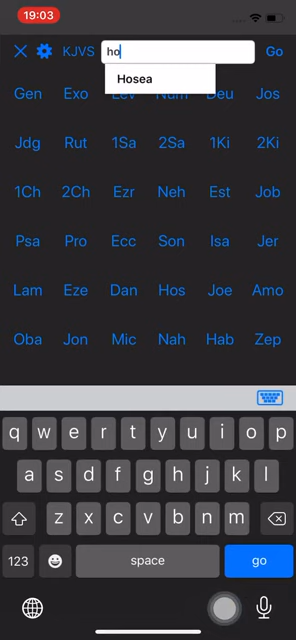 19:03
KJVS ho Go
Hosea
Gen Exo Lev Num Deu Jos
Jdg Rut 1Sa 2Sa 1Ki 2Ki
1Ch 2Ch Ezr Neh Est Job
Psa Pro Ecc Son Isa Jer
Lam Eze Dan Hos Joe Amo
Oba Jon Mic Nah Hab Zep
q w e r t y u i o p
a s d f g h j k l
z x c v b n m
123 space go